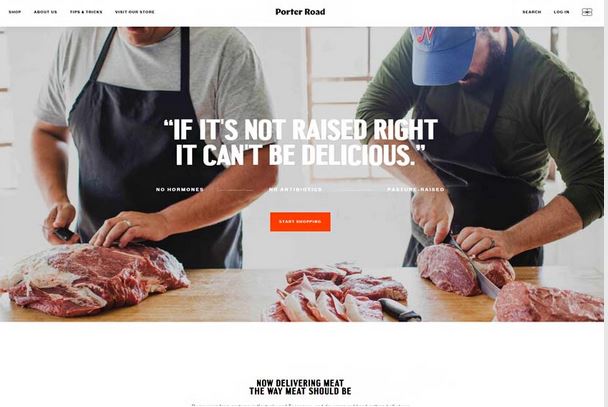 SHOP
ABOUT US
TIPS & TRICKS
VISIT OUR STORE
Porter Road
SEARCH
LOG IN
“IF IT'S NOT RAISED RIGHT
IT CAN'T BE DELICIOUS.”
NO HORMONES
NO ANTIBIOTICS
PASTURE-RAISED
START SHOPPING
NOW DELIVERING MEAT
THE WAY MEAT SHOULD BE